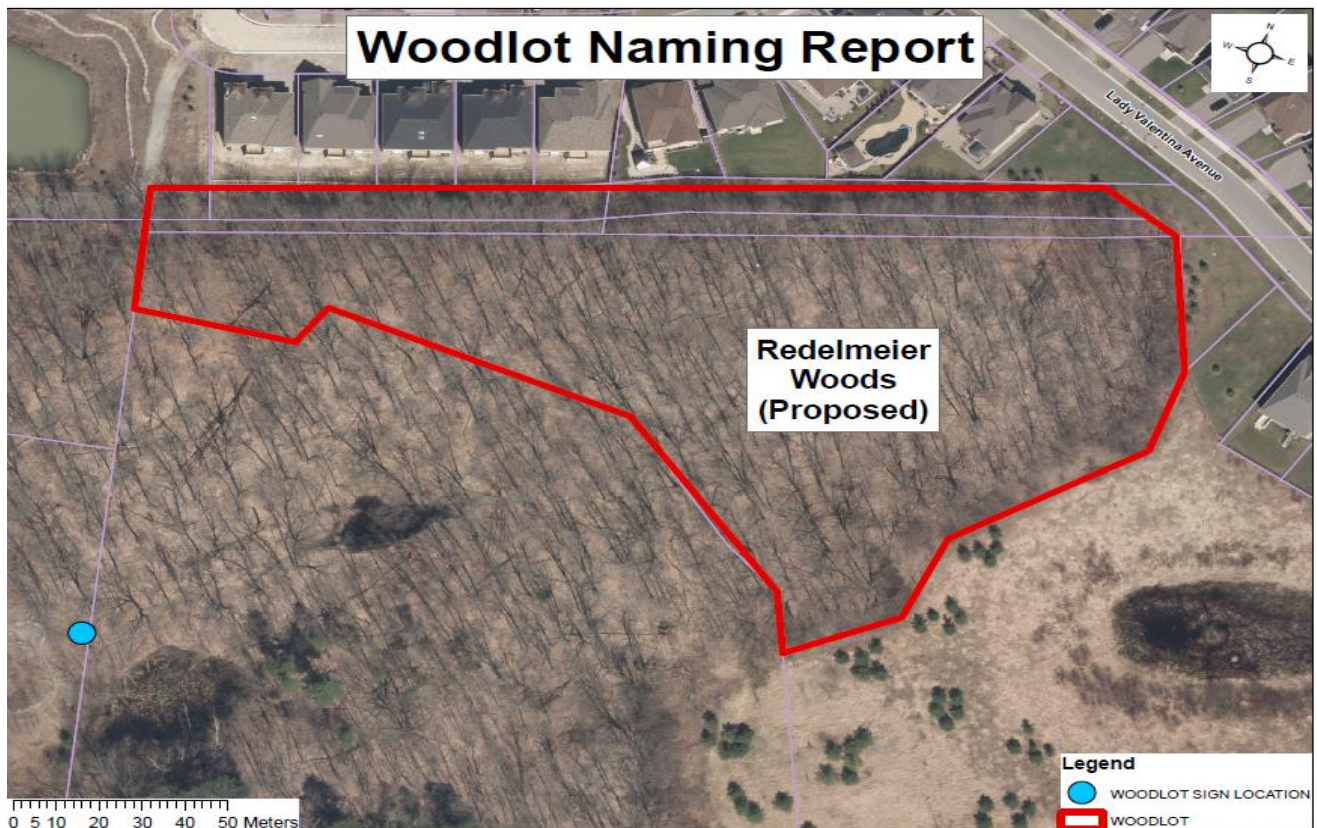 Woodlot Naming Report
N
W
E
S
Lady Valentina Avenue
Redelmeier
Woods
(Proposed)
Legend
WOODLOT SIGN LOCATION
WOODLOT
0 5 10 20 30 40 50 Meters